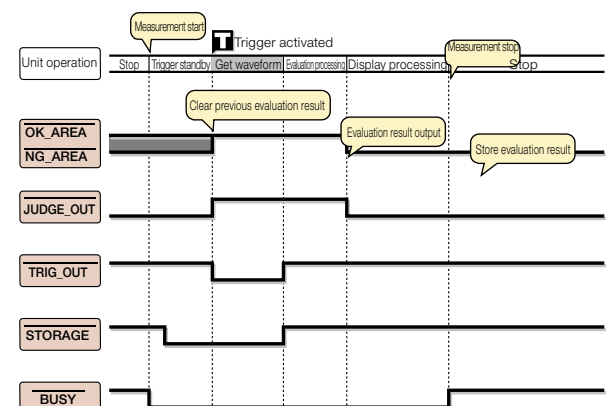 Measurement start
Trigger activated
Measurement stop
Unit operation
Stop
Trigger standby
Get waveform
Evaluation processing
Display processing
Stop
Clear previous evaluation result
OK_AREA
NG_AREA
Evaluation result output
Store evaluation result
JUDGE_OUT
TRIG_OUT
STORAGE
BUSY